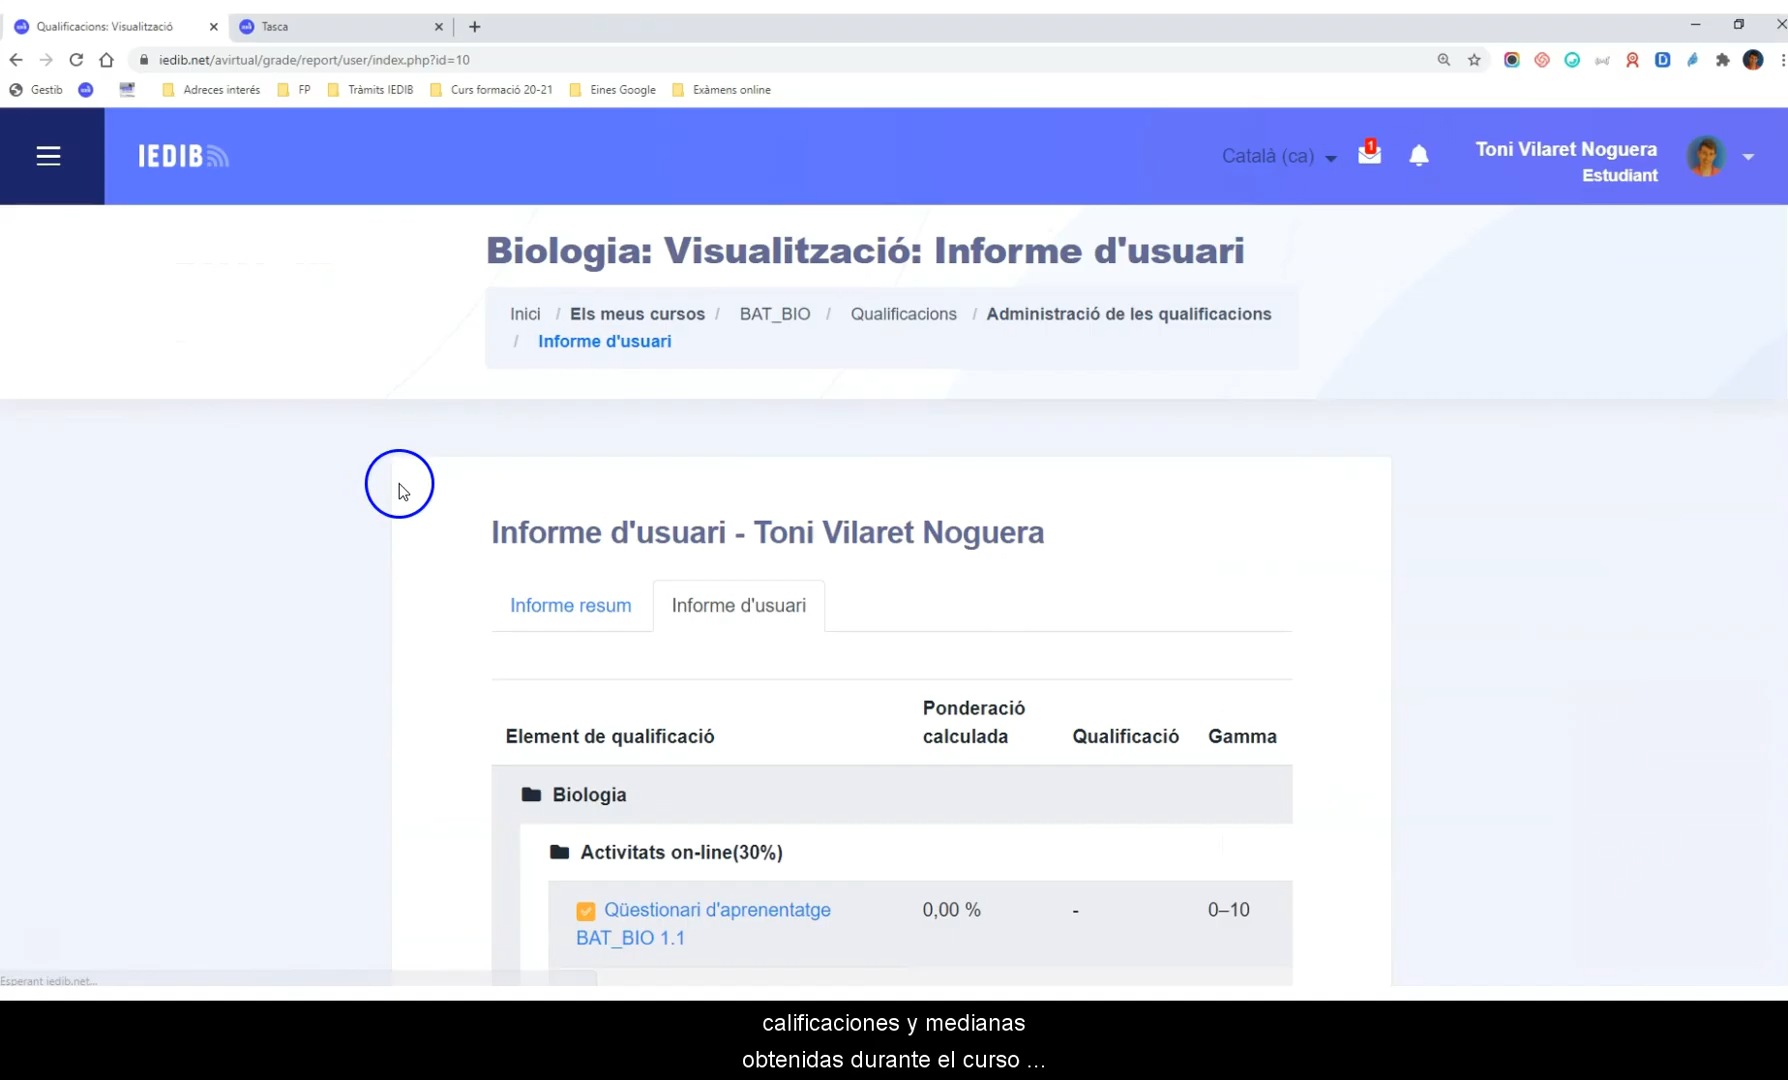 Qualificacions: Visualització
Tasca
iedib.net/avirtual/grade/report/user/index.php?id=10
Gestib
Adreces interés
FP
Tràmits IEDIB
Curs formació 20-21
Eines Google
Exàmens online
IEDIB
Català (ca)
1
Toni Vilaret Noguera
Estudiant
Biologia: Visualització: Informe d'usuari
Inici / Els meus cursos / BAT_BIO / Qualificacions / Administració de les qualificacions
/ Informe d'usuari
Informe d'usuari - Toni Vilaret Noguera
Informe resum
Informe d'usuari
Element de qualificació
Ponderació
calculada
Qualificació
Gamma
Biologia
Activitats on-line(30%)
Qüestionari d'aprenentatge
BAT_BIO 1.1
0,00 %
-
0–10
Esperant iedib.net...
calificaciones y medianas
obtenidas durante el curso ...